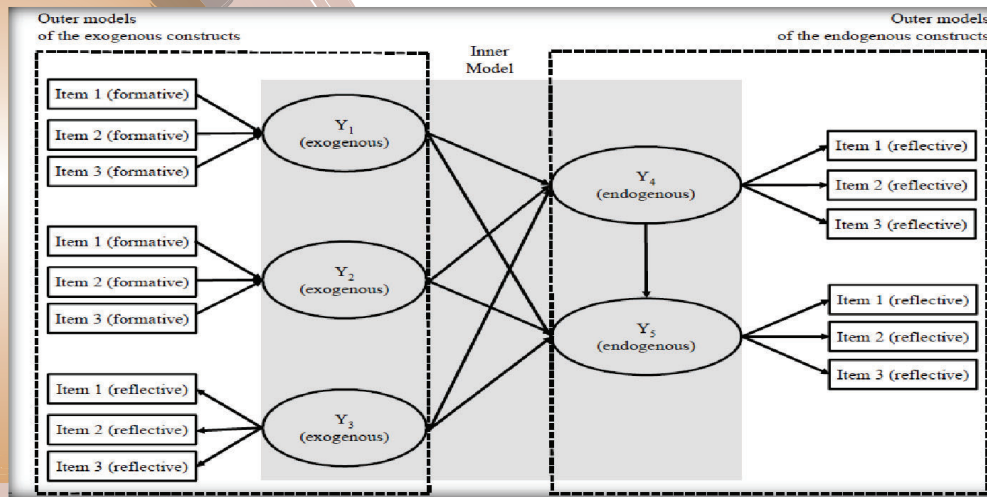 Outer models
of the exogenous constructs
Inner
Model
Outer models
of the endogenous constructs
Item 1 (formative)
Item 2 (formative)
Item 3 (formative)
Y1
(exogenous)
Item 1 (formative)
Item 2 (formative)
Item 3 (formative)
Y2
(exogenous)
Item 1 (reflective)
Item 2 (reflective)
Item 3 (reflective)
Y3
(exogenous)
Y4
(endogenous)
Item 1 (reflective)
Item 2 (reflective)
Item 3 (reflective)
Y5
(endogenous)
Item 1 (reflective)
Item 2 (reflective)
Item 3 (reflective)